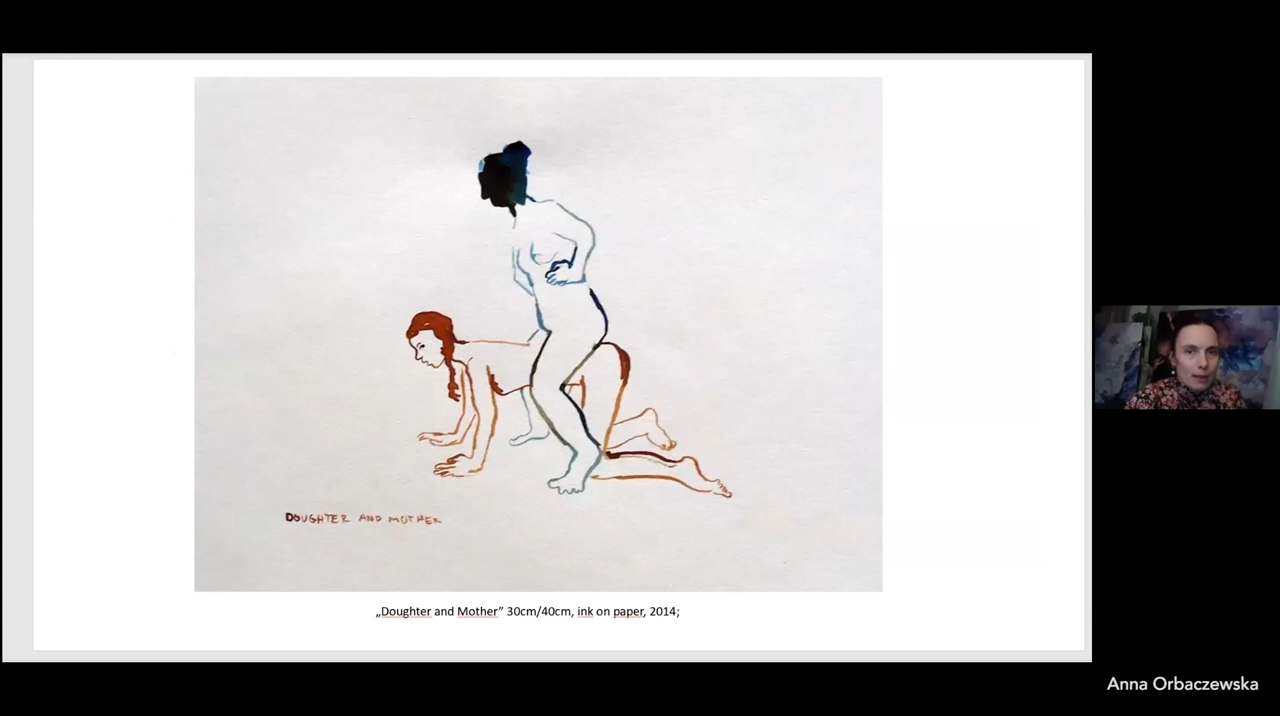 DOUGHTER AND MOTHER
„Doughter and Mother” 30cm/40cm, ink on paper, 2014;
Anna Orbaczewska